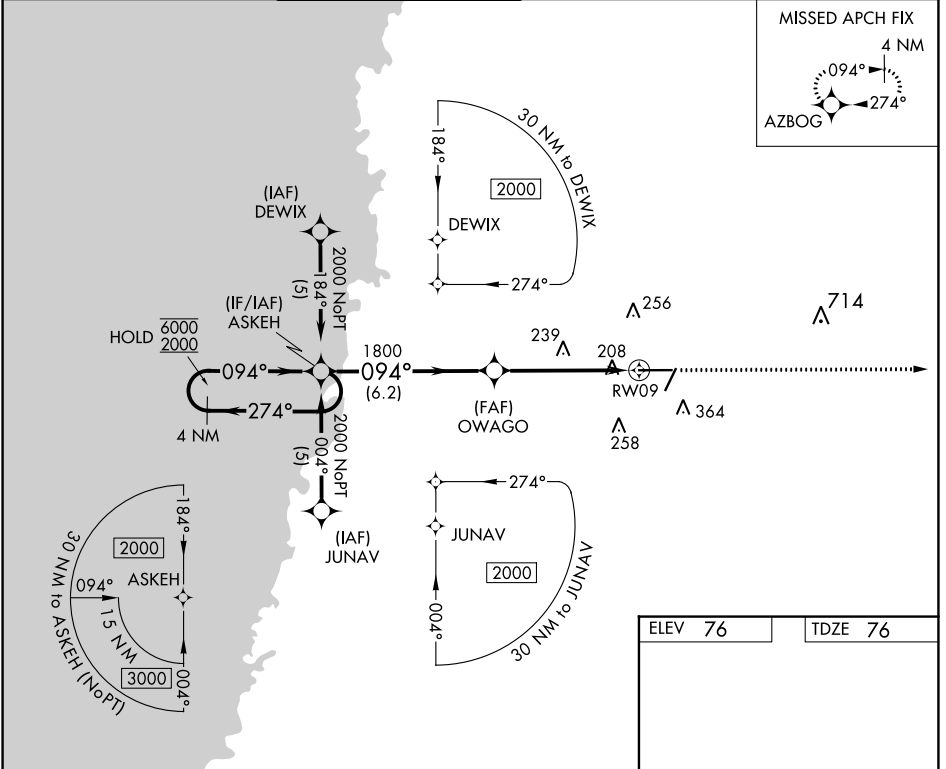 MISSED APCH FIX
4 NM
094°
274°
AZBOG
30 NM to DEWIX
184°
2000
DEWIX
274°
(IAF)
DEWIX
2000 NoPT
184°
(5)
(IF/IAF)
ASKEH
HOLD 6000
2000
094°
274°
4 NM
1800
094°
(6.2)
(FAF)
OWAGO
239
256
714
208
RW09
364
258
2000 NoPT
004°
(5)
(IAF)
JUNAV
274°
JUNAV
2000
004°
30 NM to JUNAV
184°
2000
ASKEH
094°
15 NM
3000
004°
30 NM to ASKEH (NoPT)
ELEV 76
TDZE 76